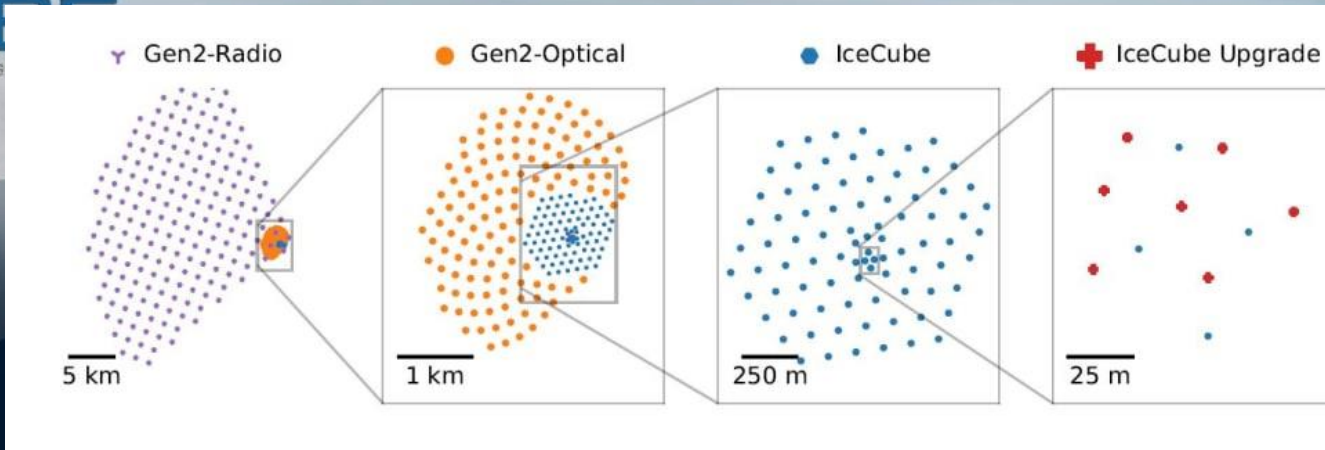 Gen2-Radio
Gen2-Optical
IceCube
IceCube Upgrade
5 km
1 km
250 m
25 m